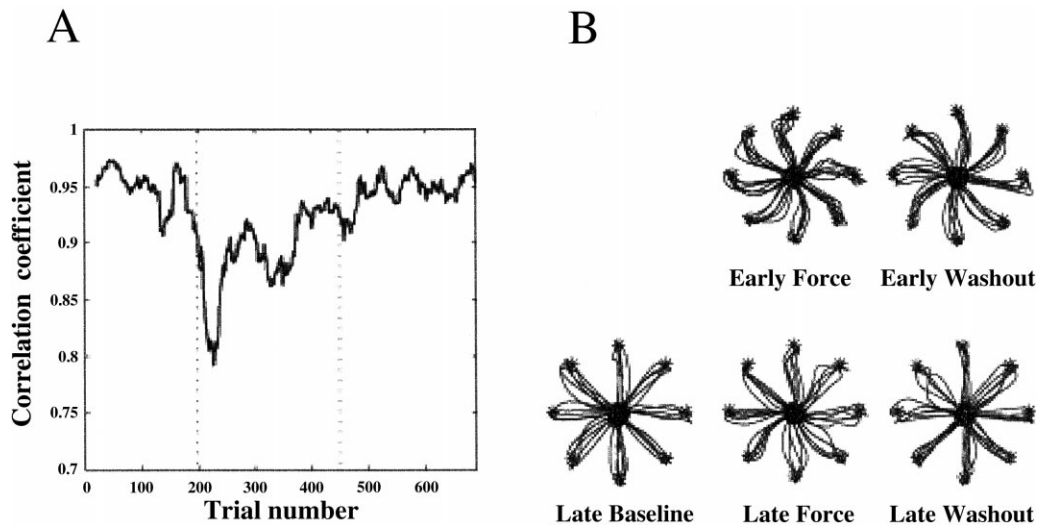 A
B
1
0.95
0.9
0.85
0.8
0.75
0.7
Correlation coefficient
0 100 200 300 400 500 600
Trial number
Early Force Early Washout
Late Baseline Late Force Late Washout